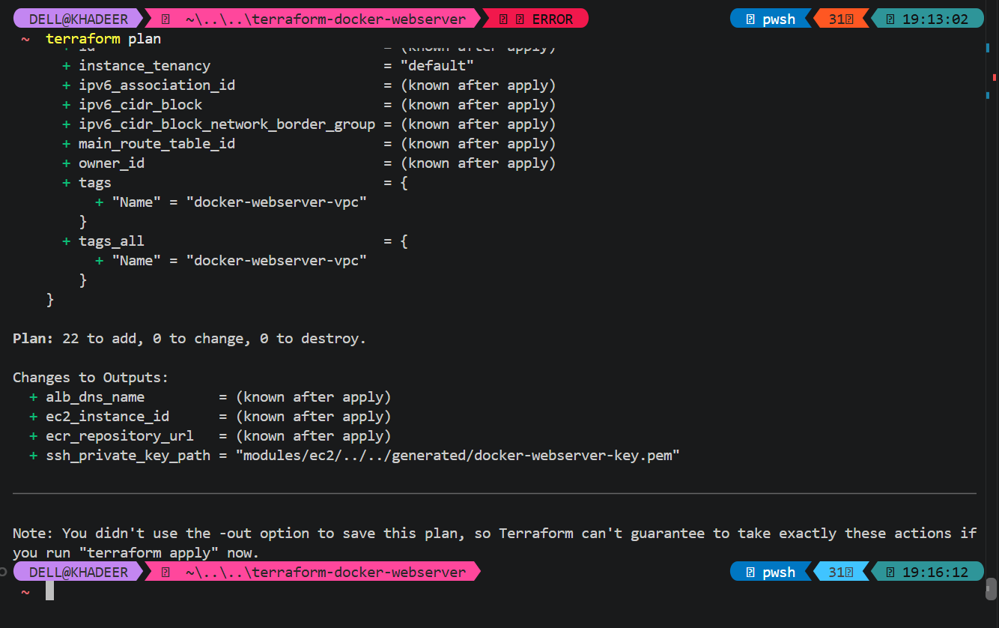 DELL@KHADEER ~\..\..\terraform-docker-webserver ERROR pwsh 31 19:13:02
~ terraform plan
+ id = (known after apply)
+ instance_tenancy = "default"
+ ipv6_association_id = (known after apply)
+ ipv6_cidr_block = (known after apply)
+ ipv6_cidr_block_network_border_group = (known after apply)
+ main_route_table_id = (known after apply)
+ owner_id = (known after apply)
+ tags = {
+ "Name" = "docker-webserver-vpc"
}
+ tags_all = {
+ "Name" = "docker-webserver-vpc"
}
}
Plan: 22 to add, 0 to change, 0 to destroy.
Changes to Outputs:
+ alb_dns_name = (known after apply)
+ ec2_instance_id = (known after apply)
+ ecr_repository_url = (known after apply)
+ ssh_private_key_path = "modules/ec2/../../generated/docker-webserver-key.pem"
Note: You didn't use the -out option to save this plan, so Terraform can't guarantee to take exactly these actions if
you run "terraform apply" now.
DELL@KHADEER ~\..\..\terraform-docker-webserver pwsh 31 19:16:12
~